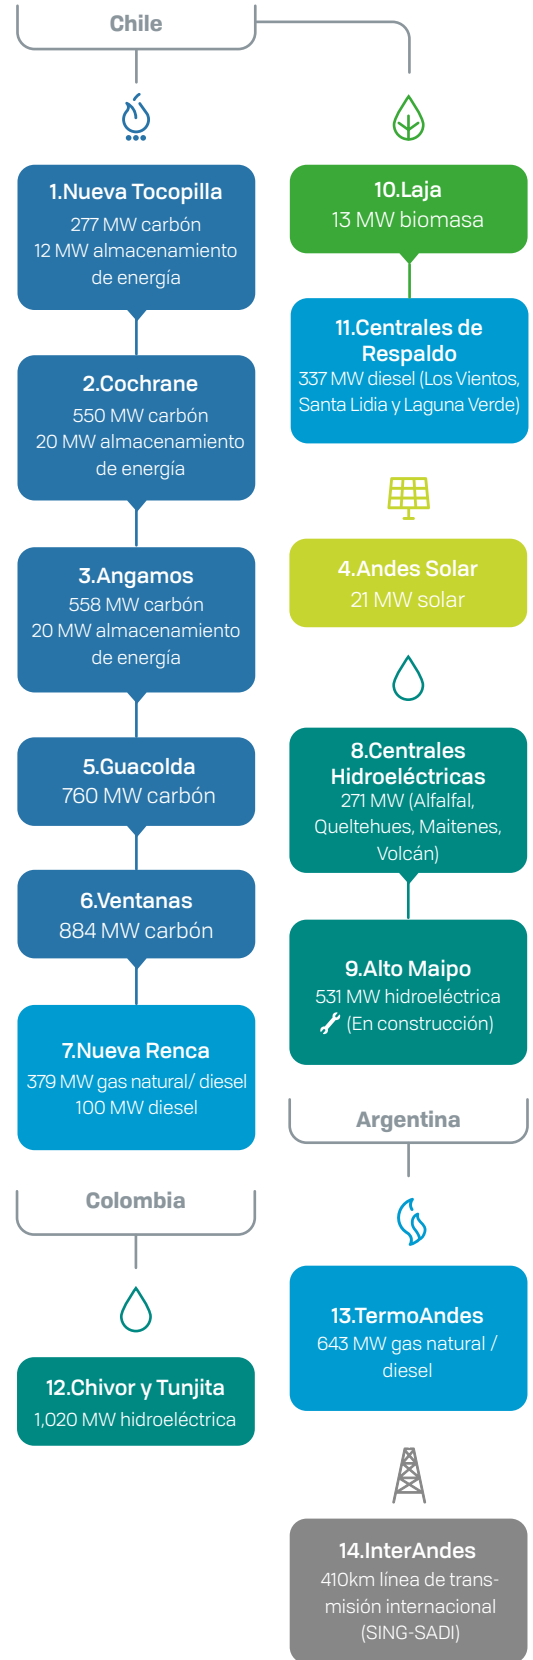 Chile
1.Nueva Tocopilla
277 MW carbón
12 MW almacenamiento
de energía
2.Cochrane
550 MW carbón
20 MW almacenamiento
de energía
3.Angamos
558 MW carbón
20 MW almacenamiento
de energía
5.Guacolda
760 MW carbón
6.Ventanas
884 MW carbón
7.Nueva Renca
379 MW gas natural/ diesel
100 MW diesel
10.Laja
13 MW biomasa
11.Centrales de
Respaldo
337 MW diesel (Los Vientos,
Santa Lidia y Laguna Verde)
4.Andes Solar
21 MW solar
8.Centrales
Hidroeléctricas
271 MW (Alfalfal,
Queltehues, Maitenes,
Volcán)
9.Alto Maipo
531 MW hidroeléctrica
(En construcción)
Colombia
12.Chivor y Tunjita
1,020 MW hidroeléctrica
Argentina
13.TermoAndes
643 MW gas natural /
diesel
14.InterAndes
410km línea de trans-
misión internacional
(SING-SADI)